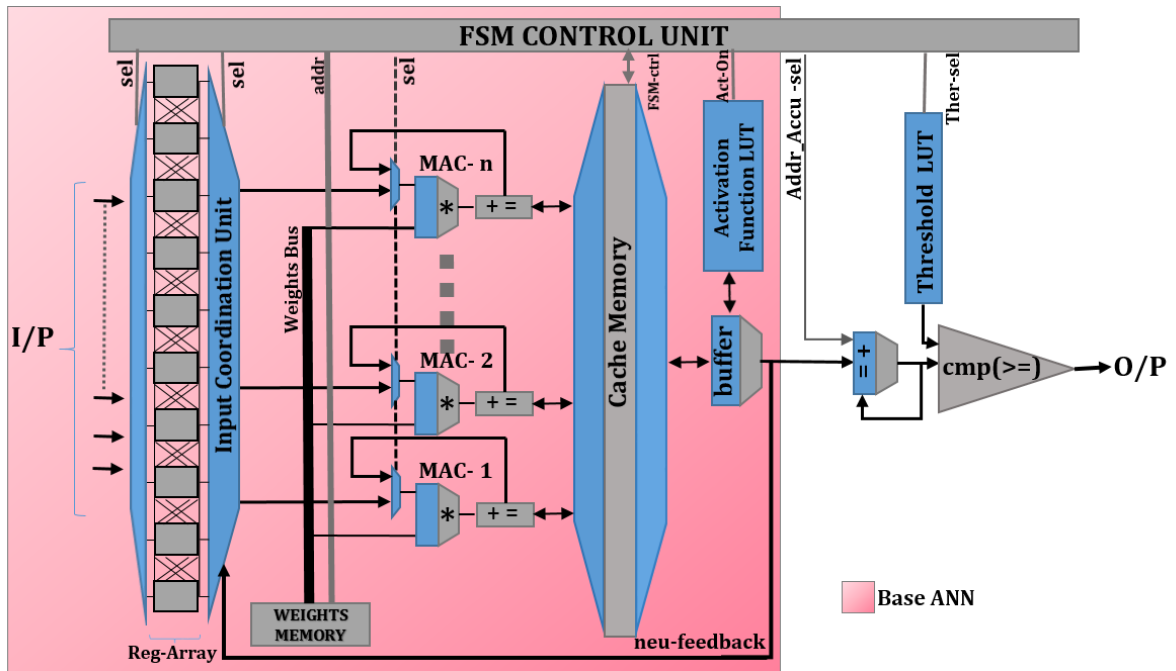 FSM CONTROL UNIT
sel
sel
addr
sel
FSM-ctrl
Act-On
Addr_Accu -sel
Ther-sel
I/P
Input Coordination Unit
Reg-Array
Weights Bus
WEIGHTS
MEMORY
MAC- n
*
+ =
MAC- 2
*
+ =
MAC- 1
*
+ =
Cache Memory
Activation
Function LUT
buffer
neu-feedback
= +
Threshold LUT
cmp(>=)
O/P
Base ANN